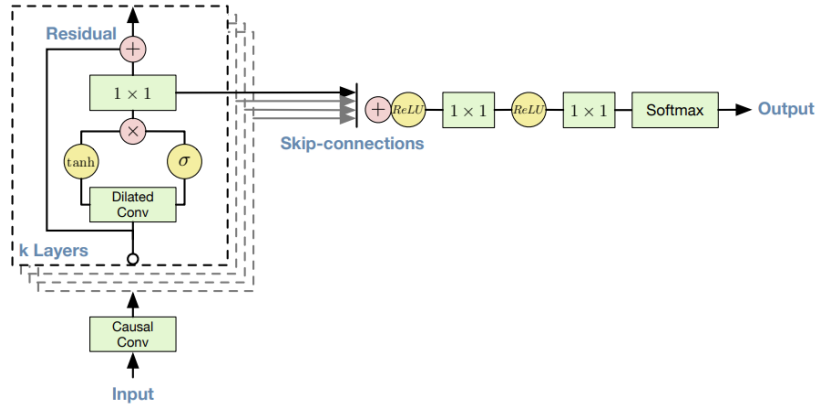 Residual
+
1 × 1
×
tanh
σ
Dilated
Conv
k Layers
Causal
Conv
Input
Skip-connections
+
ReLU
1 × 1
ReLU
1 × 1
Softmax
Output